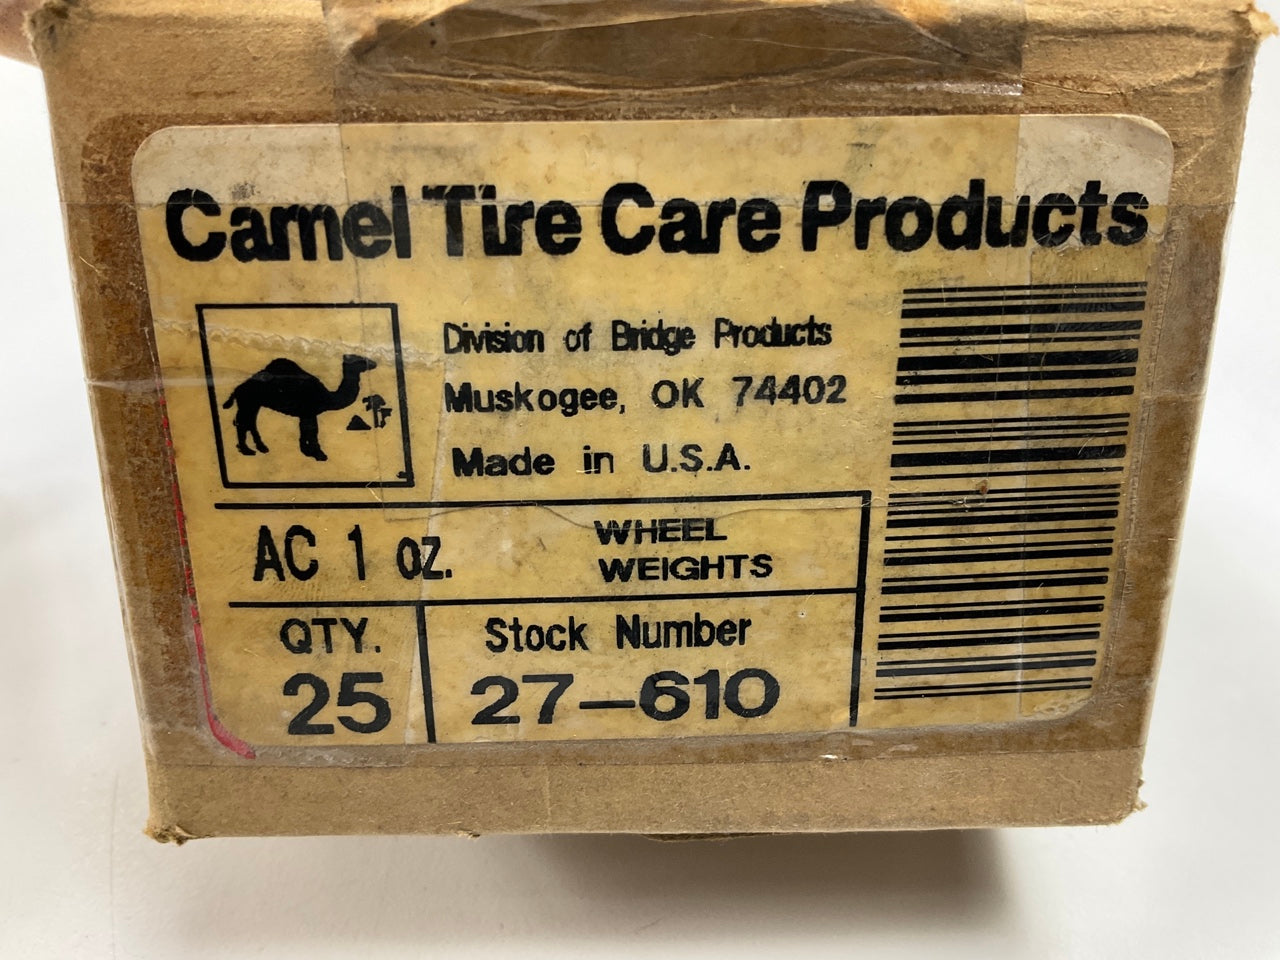 Camel Tire Care Products
Division of Bridge Products
Muskogee, OK 74402
Made in U.S.A.
AC 1 OZ.
WHEEL
WEIGHTS
QTY.
25
Stock Number
27-610